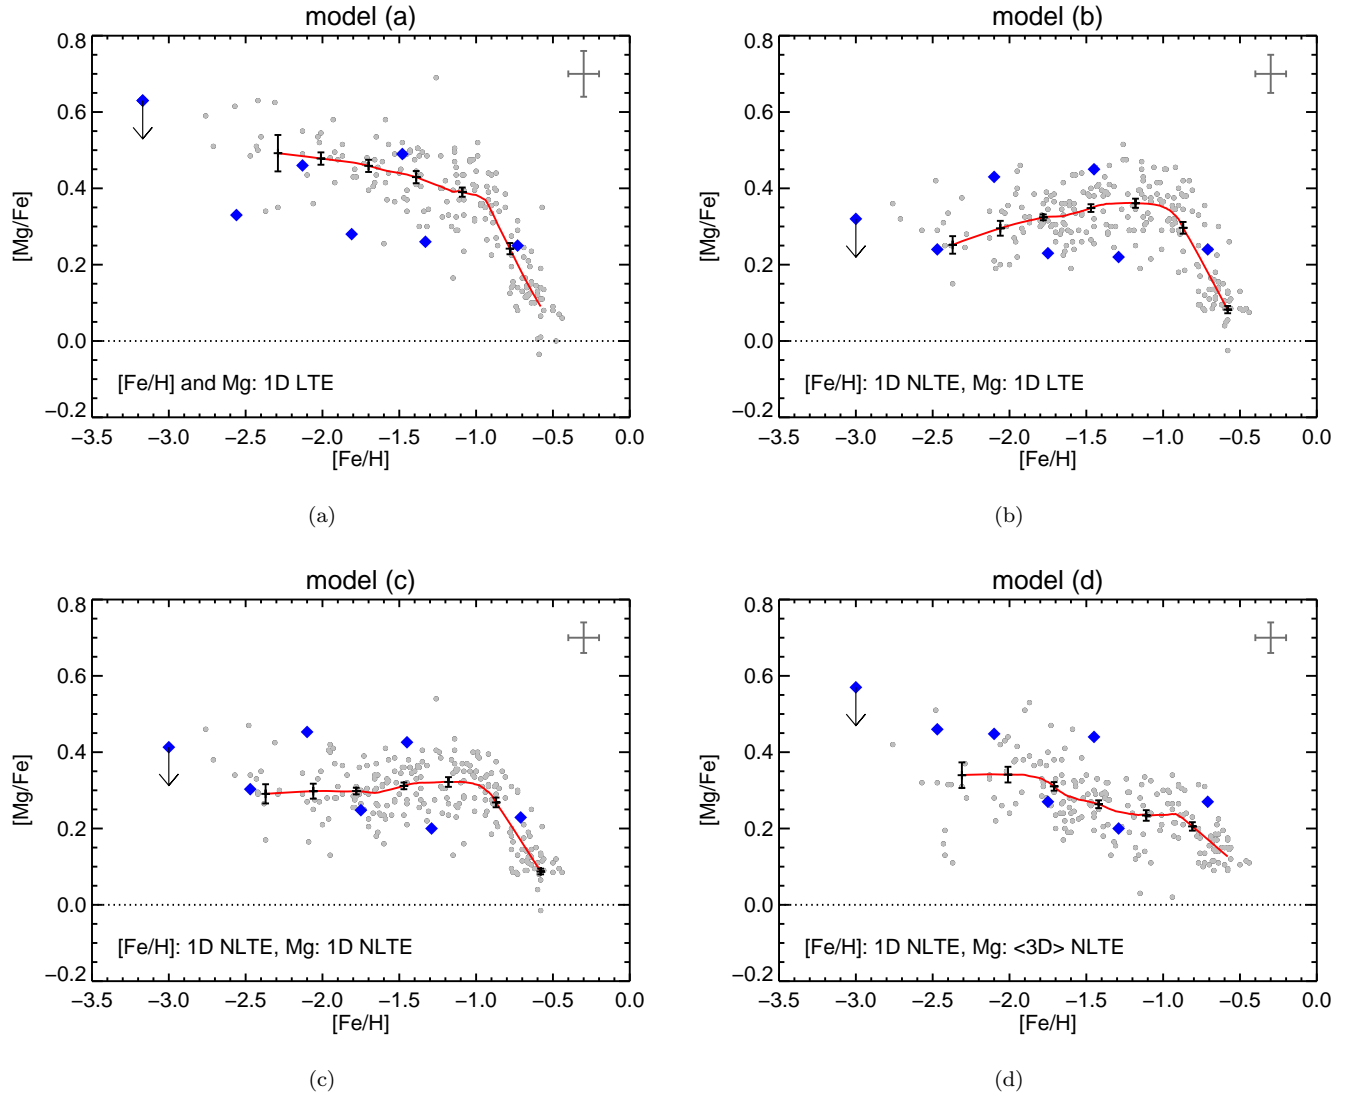 model (a)
0.8
0.6
0.4
0.2
0.0
−0.2
[Mg/Fe]
[Fe/H] and Mg: 1D LTE
−3.5 −3.0 −2.5 −2.0 −1.5 −1.0 −0.5 0.0
[Fe/H]
(a)
model (b)
0.8
0.6
0.4
0.2
0.0
−0.2
[Mg/Fe]
[Fe/H]: 1D NLTE, Mg: 1D LTE
−3.5 −3.0 −2.5 −2.0 −1.5 −1.0 −0.5 0.0
[Fe/H]
(b)
model (c)
0.8
0.6
0.4
0.2
0.0
−0.2
[Mg/Fe]
[Fe/H]: 1D NLTE, Mg: 1D NLTE
−3.5 −3.0 −2.5 −2.0 −1.5 −1.0 −0.5 0.0
[Fe/H]
(c)
model (d)
0.8
0.6
0.4
0.2
0.0
−0.2
[Mg/Fe]
[Fe/H]: 1D NLTE, Mg: <3D> NLTE
−3.5 −3.0 −2.5 −2.0 −1.5 −1.0 −0.5 0.0
[Fe/H]
(d)